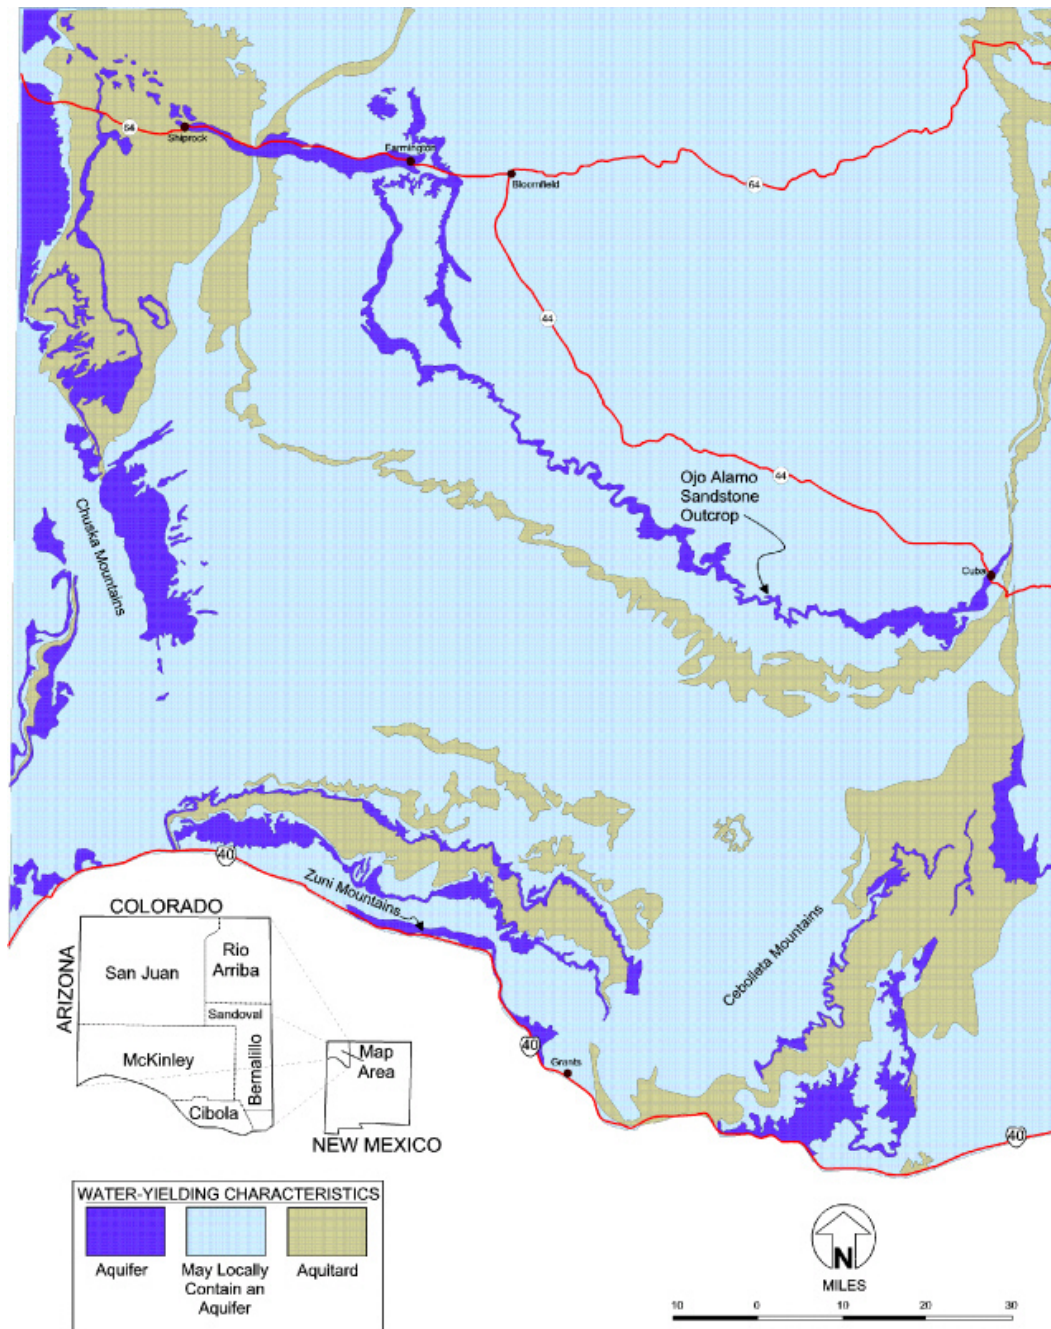 64
Shiprock
Farmington
Bloomfield
64
44
44
Ojo Alamo
Sandstone
Outcrop
Cuba
Chuska Mountains
40
Zuni Mountains
Cebolleta Mountains
40
Grants
40
COLORADO
ARIZONA
San Juan
Rio
Arriba
Sandoval
McKinley
Bernalillo
Cibola
Map
Area
NEW MEXICO
WATER-YIELDING CHARACTERISTICS
Aquifer
May Locally
Contain an
Aquifer
Aquitard
N
MILES
10 0 10 20 30